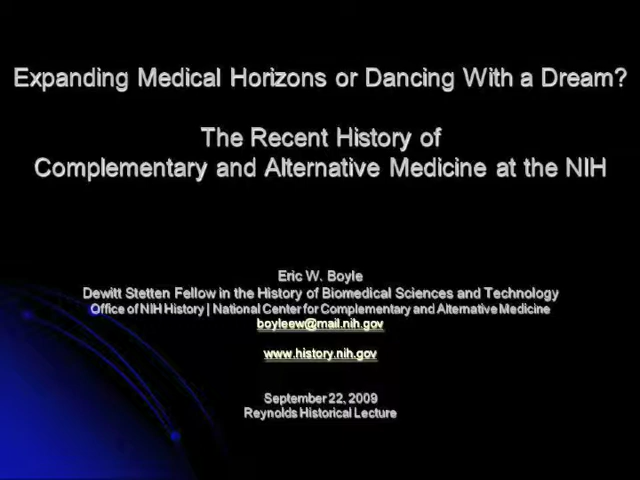 Expanding Medical Horizons or Dancing With a Dream?
The Recent History of
Complementary and Alternative Medicine at the NIH
Eric W. Boyle
Dewitt Stetten Fellow in the History of Biomedical Sciences and Technology
Office of NIH History | National Center for Complementary and Alternative Medicine
boyleew@mail.nih.gov
www.history.nih.gov
September 22, 2009
Reynolds Historical Lecture